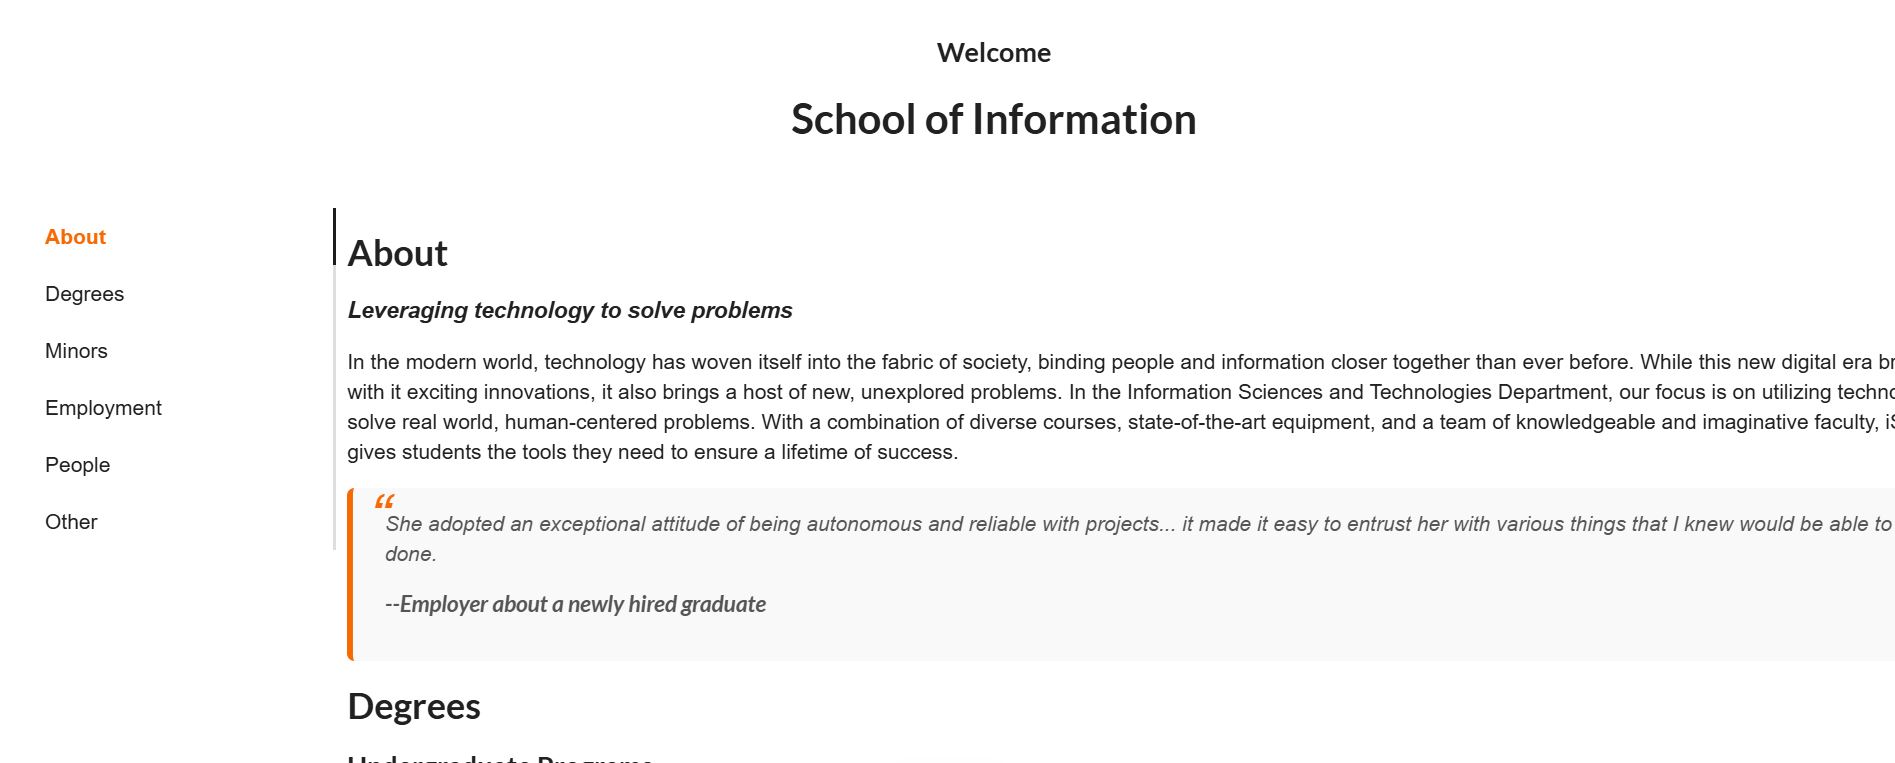 Welcome
School of Information
About
Degrees
Minors
Employment
People
Other
About
Leveraging technology to solve problems
In the modern world, technology has woven itself into the fabric of society, binding people and information closer together than ever before. While this new digital era
with it exciting innovations, it also brings a host of new, unexplored problems. In the Information Sciences and Technologies Department, our focus is on utilizing
solve real world, human-centered problems. With a combination of diverse courses, state-of-the-art equipment, and a team of knowledgeable and imaginative faculty,
gives students the tools they need to ensure a lifetime of success.
“
She adopted an exceptional attitude of being autonomous and reliable with projects... it made it easy to entrust her with various things that I knew would be able to
done.
--Employer about a newly hired graduate
Degrees
Undergraduate Programs